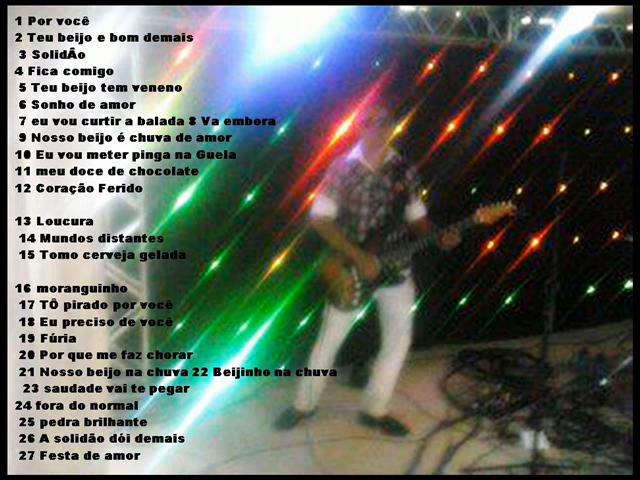 1 Por você
2 Teu beijo e bom demais
3 SolidÃo
4 Fica comigo
5 Teu beijo tem veneno
6 Sonho de amor
7 eu vou curtir a balada 8 Va embora
9 Nosso beijo é chuva de amor
10 Eu vou meter pinga na Guela
11 meu doce de chocolate
12 Coração Ferido
13 Loucura
14 Mundos distantes
15 Tomo cerveja gelada
16 moranguinho
17 TÔ pirado por você
18 Eu preciso de você
19 Fúria
20 Por que me faz chorar
21 Nosso beijo na chuva 22 Beijinho na chuva
23 saudade vai te pegar
24 fora do normal
25 pedra brilhante
26 A solidão dói demais
27 Festa de amor